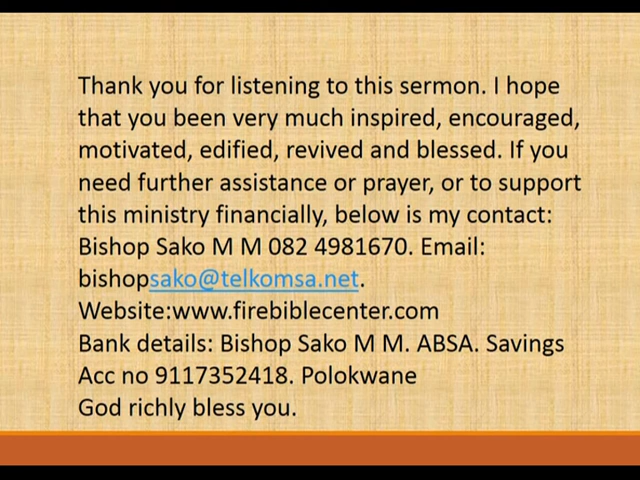 Thank you for listening to this sermon. I hope
that you been very much inspired, encouraged,
motivated, edified, revived and blessed. If you
need further assistance or prayer, or to support
this ministry financially, below is my contact:
Bishop Sako M M 082 4981670. Email:
bishopsako@telkomsa.net.
Website:www.firebiblecenter.com
Bank details: Bishop Sako M M. ABSA. Savings
Acc no 9117352418. Polokwane
God richly bless you.